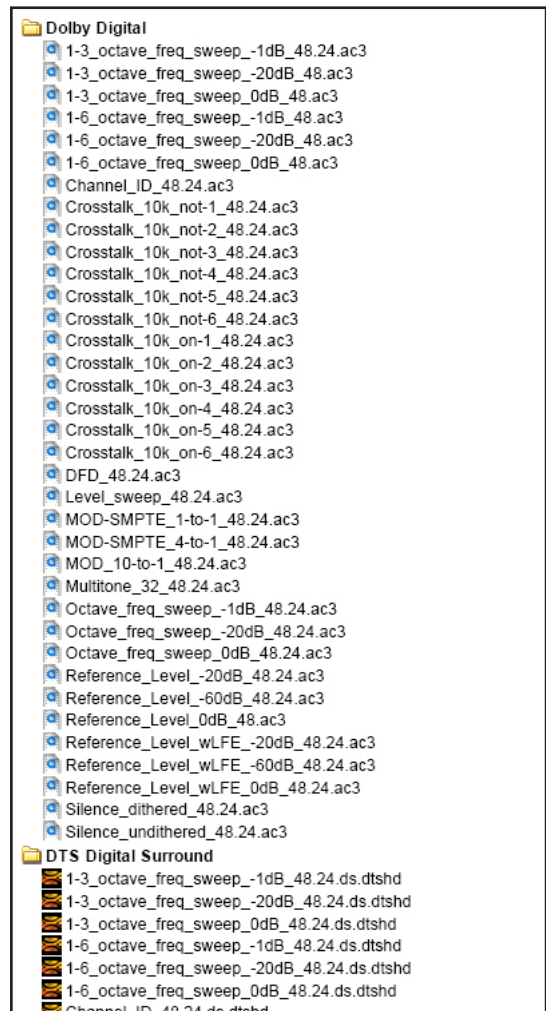 Dolby Digital
1-3_octave_freq_sweep_-1dB_48.24.ac3
1-3_octave_freq_sweep_-20dB_48.24.ac3
1-3_octave_freq_sweep_0dB_48.ac3
1-6_octave_freq_sweep_-1dB_48.24.ac3
1-6_octave_freq_sweep_-20dB_48.24.ac3
1-6_octave_freq_sweep_0dB_48.ac3
Channel_ID_48.24.ac3
Crosstalk_10k_not-1_48.24.ac3
Crosstalk_10k_not-2_48.24.ac3
Crosstalk_10k_not-3_48.24.ac3
Crosstalk_10k_not-4_48.24.ac3
Crosstalk_10k_not-5_48.24.ac3
Crosstalk_10k_not-6_48.24.ac3
Crosstalk_10k_on-1_48.24.ac3
Crosstalk_10k_on-2_48.24.ac3
Crosstalk_10k_on-3_48.24.ac3
Crosstalk_10k_on-4_48.24.ac3
Crosstalk_10k_on-5_48.24.ac3
Crosstalk_10k_on-6_48.24.ac3
DFD_48.24.ac3
Level_sweep_48.24.ac3
MOD-SMPTE_1-to-1_48.24.ac3
MOD-SMPTE_4-to-1_48.24.ac3
MOD_10-to-1_48.24.ac3
Multitone_32_48.24.ac3
Octave_freq_sweep_-1dB_48.24.ac3
Octave_freq_sweep_-20dB_48.24.ac3
Octave_freq_sweep_0dB_48.24.ac3
Reference_Level_-20dB_48.24.ac3
Reference_Level_-60dB_48.24.ac3
Reference_Level_0dB_48.ac3
Reference_Level_wLFE_-20dB_48.24.ac3
Reference_Level_wLFE_-60dB_48.24.ac3
Reference_Level_wLFE_0dB_48.24.ac3
Silence_dithered_48.24.ac3
Silence_undithered_48.24.ac3
DTS Digital Surround
1-3_octave_freq_sweep_-1dB_48.24.ds.dtshd
1-3_octave_freq_sweep_-20dB_48.24.ds.dtshd
1-3_octave_freq_sweep_0dB_48.24.ds.dtshd
1-6_octave_freq_sweep_-1dB_48.24.ds.dtshd
1-6_octave_freq_sweep_-20dB_48.24.ds.dtshd
1-6_octave_freq_sweep_0dB_48.24.ds.dtshd
Channel_ID_48.24.ds.dtshd